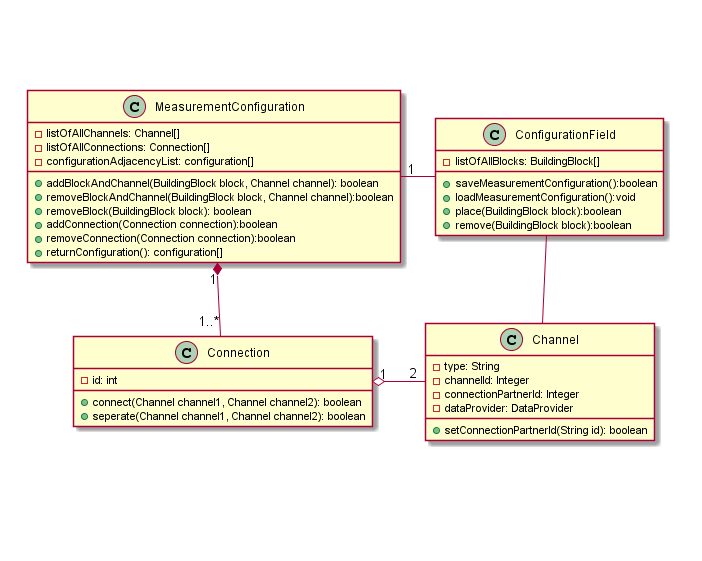 C MeasurementConfiguration
listOfAllChannels: Channel[]
listOfAllConnections: Connection[]
configurationAdjacencyList: configuration[]
addBlockAndChannel(BuildingBlock block, Channel channel): boolean
removeBlockAndChannel(BuildingBlock block, Channel channel):boolean
removeBlock(BuildingBlock block): boolean
addConnection(Connection connection):boolean
removeConnection(Connection connection):boolean
returnConfiguration(): configuration[]
1
C ConfigurationField
listOfAllBlocks: BuildingBlock[]
saveMeasurementConfiguration():boolean
loadMeasurementConfiguration():void
place(BuildingBlock block):boolean
remove(BuildingBlock block):boolean
1
1..*
C Connection
id: int
connect(Channel channel1, Channel channel2): boolean
seperate(Channel channel1, Channel channel2): boolean
1
2
C Channel
type: String
channelId: Integer
connectionPartnerId: Integer
dataProvider: DataProvider
setConnectionPartnerId(String id): boolean